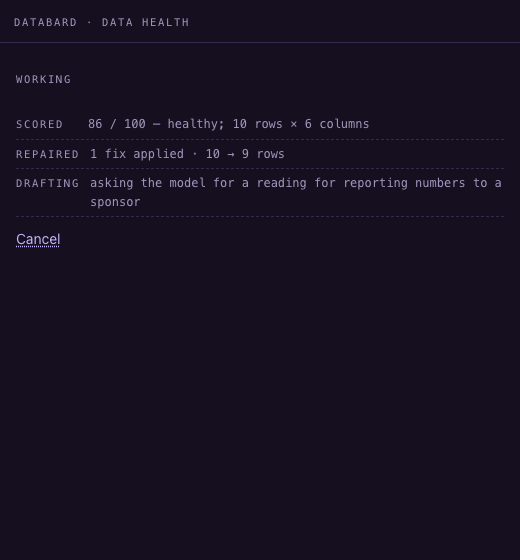 DATABARD · DATA HEALTH
WORKING
SCORED 86 / 100 — healthy; 10 rows × 6 columns
REPAIRED 1 fix applied · 10 → 9 rows
DRAFTING asking the model for a reading for reporting numbers to a
sponsor
Cancel